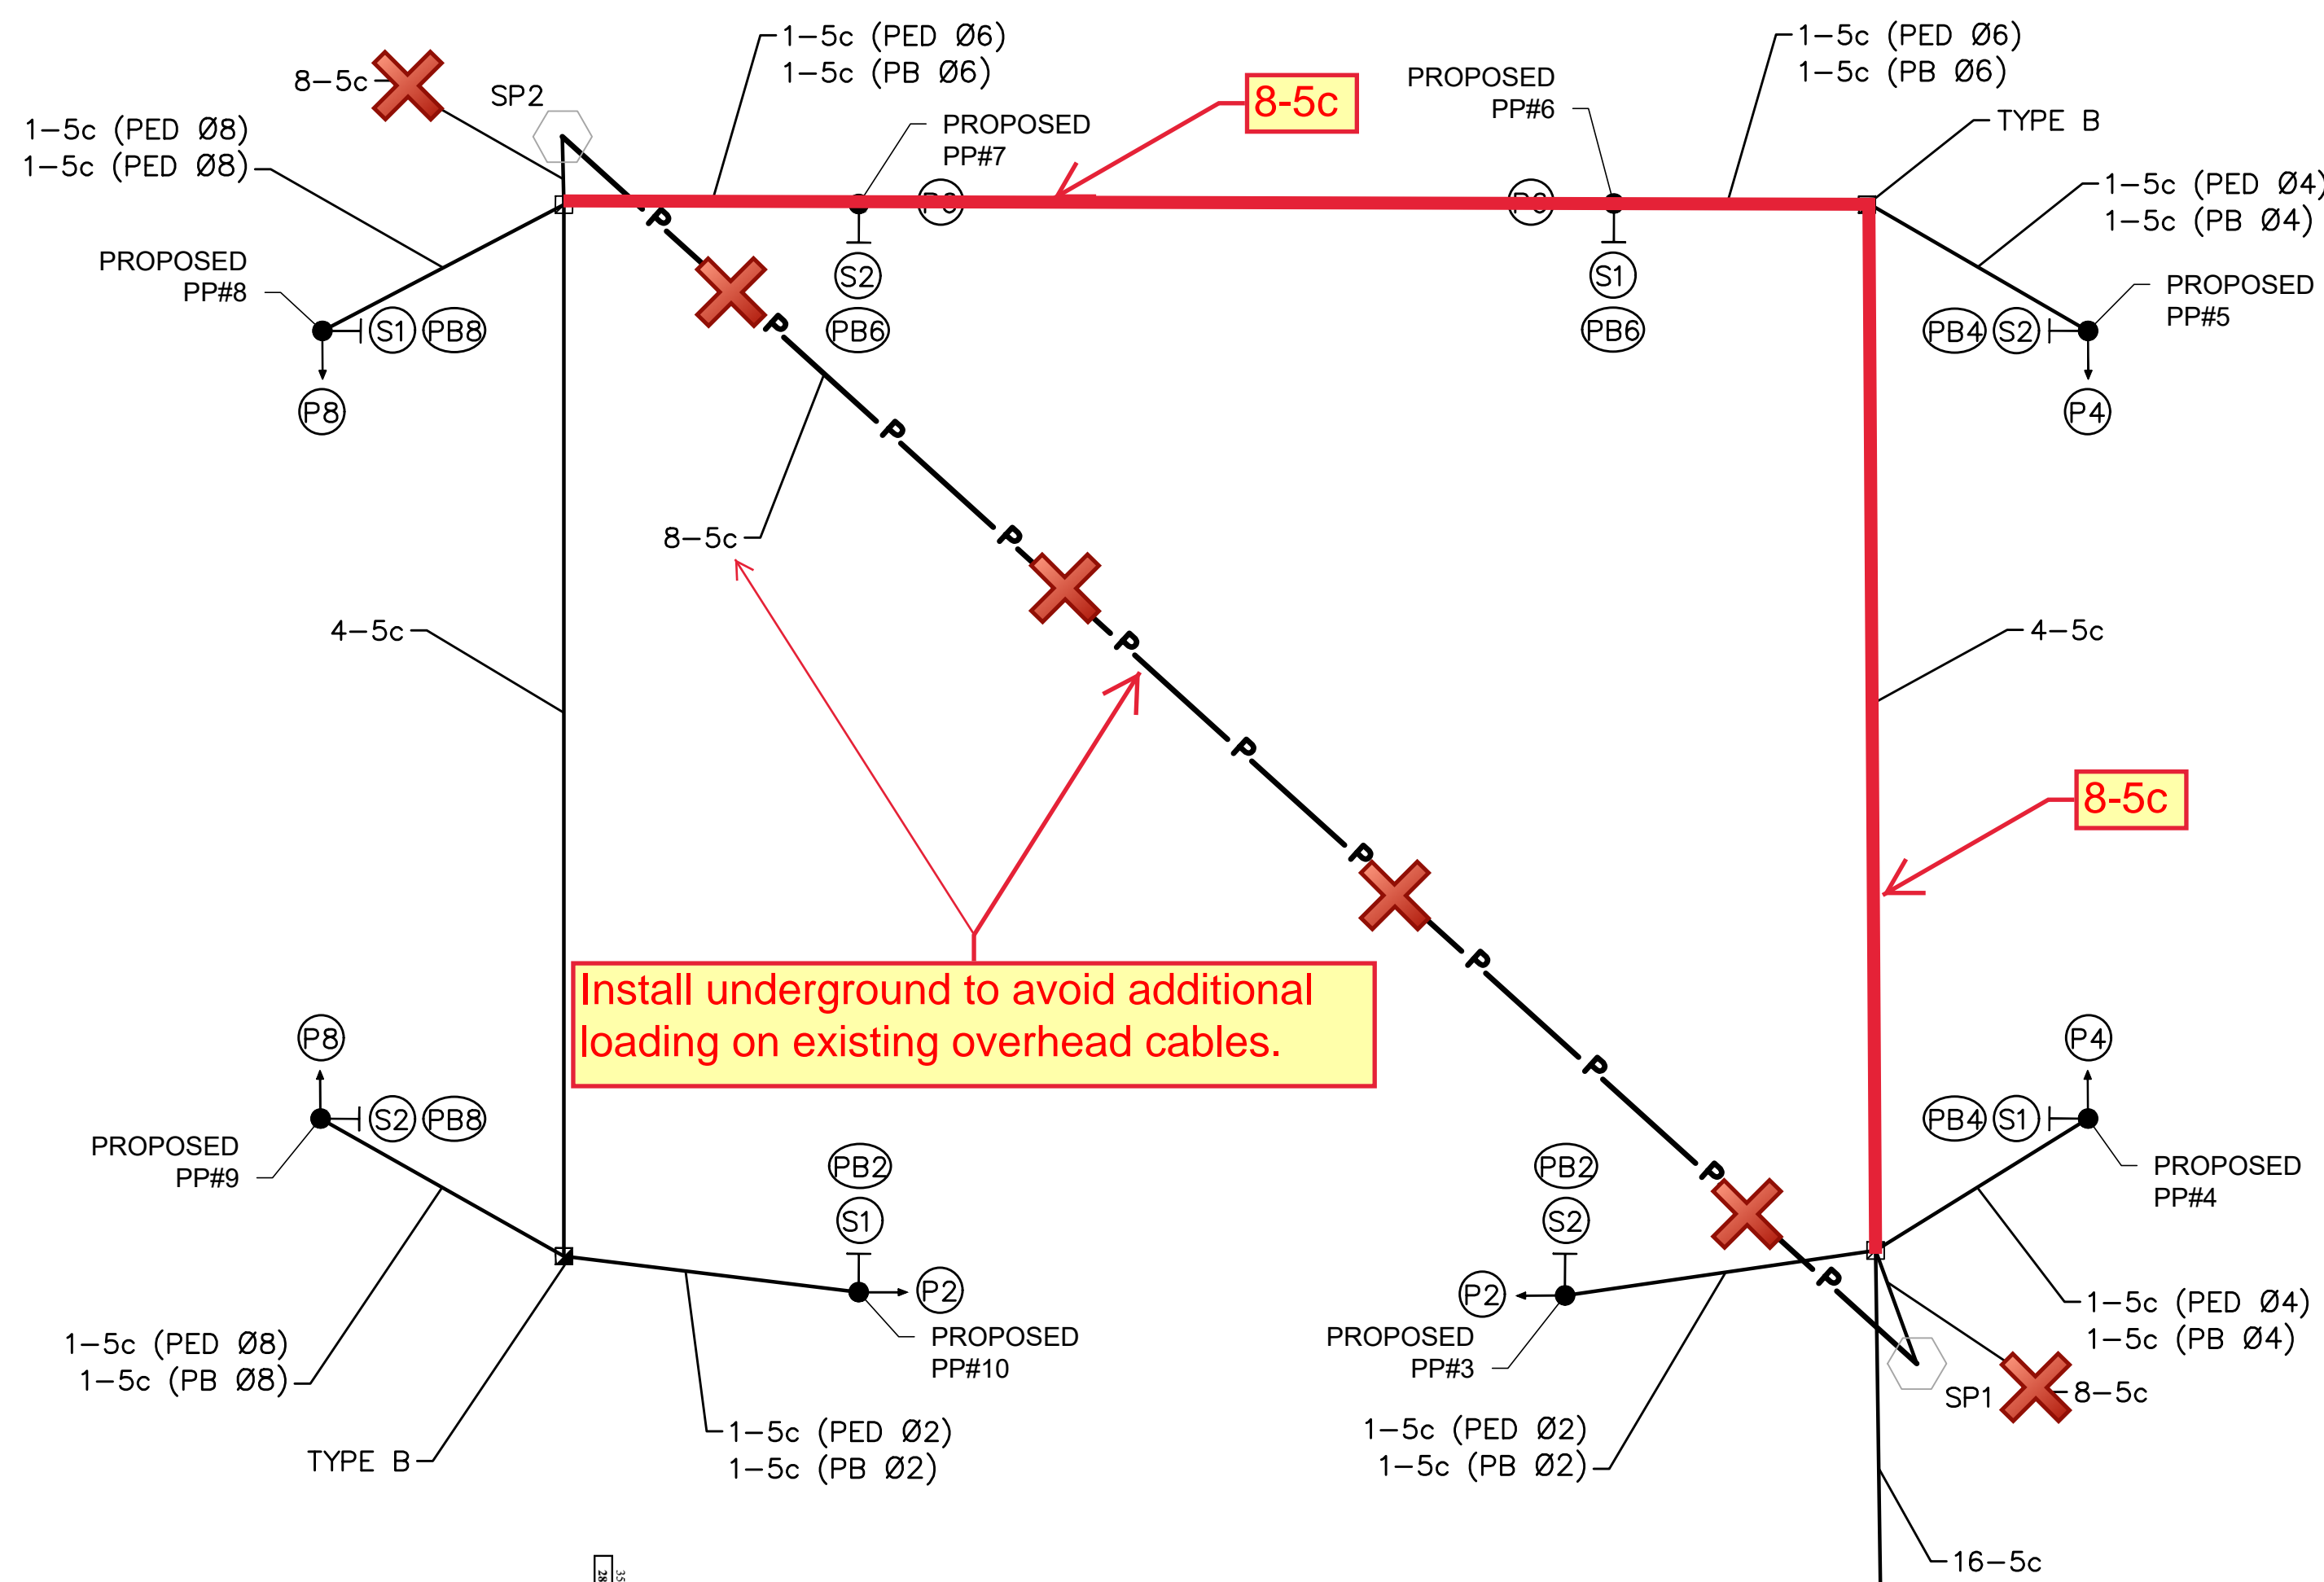 1-5c (PED Ø6)
1-5c (PB Ø6)
8-5c
SP2
1-5c (PED Ø8)
1-5c (PED Ø8)
PROPOSED
PP#7
8-5c
PROPOSED
PP#6
1-5c (PED Ø6)
1-5c (PB Ø6)
TYPE B
1-5c (PED Ø4)
1-5c (PB Ø4)
PROPOSED
PP#8
S1 PB8
P8
P
S2
PB6
S1
PB6
PROPOSED
PP#5
PB4 S2
P4
P
P
P
8-5c
4-5c
P
4-5c
P
8-5c
P
Install underground to avoid additional
loading on existing overhead cables.
P
P
P8
S2 PB8
PROPOSED
PP#9
PB2
S1
P2
PROPOSED
PP#10
PB2
S2
P2
PROPOSED
PP#3
P
P4
PB4 S1
PROPOSED
PP#4
P
1-5c (PED Ø8)
1-5c (PB Ø8)
1-5c (PED Ø4)
1-5c (PB Ø4)
SP1
8-5c
TYPE B
1-5c (PED Ø2)
1-5c (PB Ø2)
1-5c (PED Ø2)
1-5c (PB Ø2)
16-5c
28
35